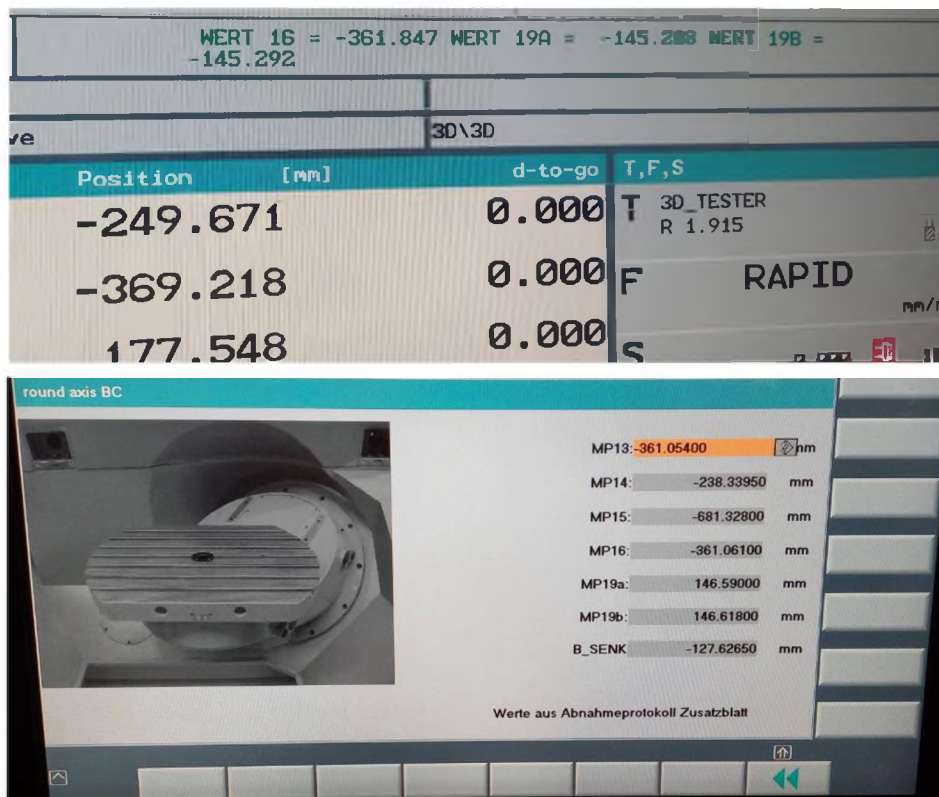 WERT 16 = -361.847 WERT 19A = -145.288 WERT 19B =
-145.292
ve
3D\3D
Position [mm] d-to-go T,F,S
-249.671 0.000 T 3D_TESTER
R 1.915
-369.218 0.000 F RAPID
mm/
177.548 0.000 S
round axis BC
MP13: -361.05400 mm
MP14: -238.33950 mm
MP15: -681.32800 mm
MP16: -361.06100 mm
MP19a: 146.59000 mm
MP19b: 146.61800 mm
B_SENK -127.62650 mm
Werte aus Abnahmeprotokoll Zusatzblatt